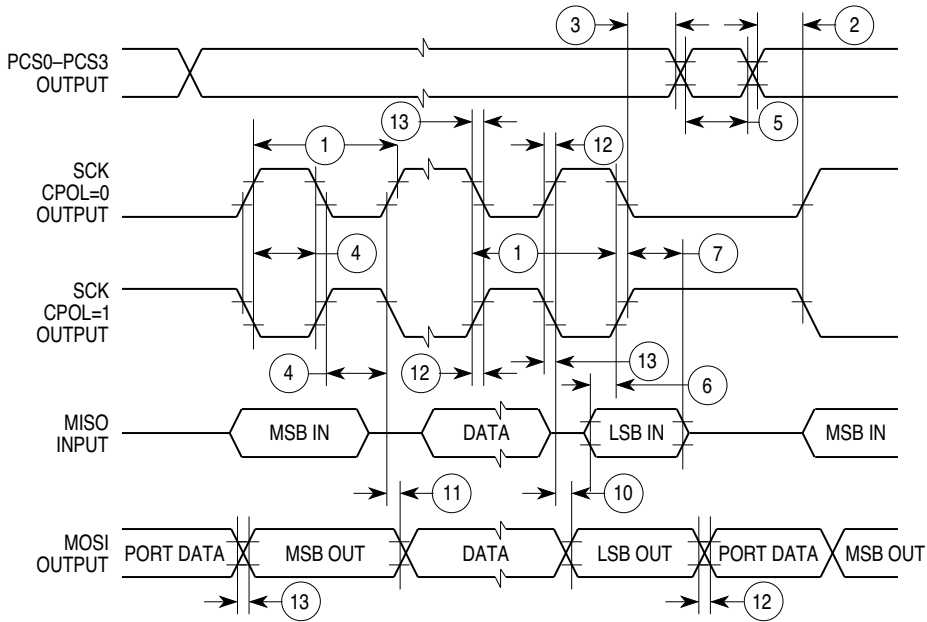 3
2
PCS0–PCS3
OUTPUT
13
5
1
12
SCK
CPOL=0
OUTPUT
4
1
7
SCK
CPOL=1
OUTPUT
4
12
13
6
MISO
INPUT
MSB IN
DATA
LSB IN
MSB IN
11
10
MOSI
OUTPUT
PORT DATA
MSB OUT
DATA
LSB OUT
PORT DATA
MSB OUT
13
12